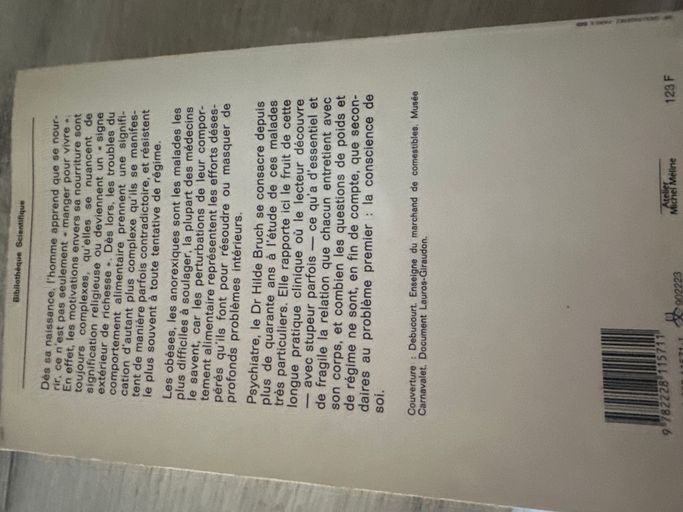 Bibliothèque Scientifique
Dès sa naissance, l'homme apprend que se nour-
rir, ce n'est pas seulement « manger pour vivre ».
En effet, les motivations envers sa nourriture sont
toujours complexes, qu'elles se nuancent de
signification religieuse ou deviennent un « signe
extérieur de richesse ». Dès lors, les troubles du
comportement alimentaire prennent une signifi-
cation d'autant plus complexe qu'ils se manifes-
tent de manière parfois contradictoire, et résistent
le plus souvent à toute tentative de régime.
Les obèses, les anorexiques sont les malades les
plus difficiles à soulager, la plupart des médecins
le savent, car les perturbations de leur compor-
tement alimentaire représentent les efforts déses-
pérés qu'ils font pour résoudre ou masquer de
profonds problèmes intérieurs.
Psychiatre, le Dr Hilde Bruch se consacre depuis
plus de quarante ans à l'étude de ces malades
très particuliers. Elle rapporte ici le fruit de cette
longue pratique clinique où le lecteur découvre
— avec stupeur parfois — ce qu'a d'essentiel et
de fragile la relation que chacun entretient avec
son corps, et combien les questions de poids et
de régime ne sont, en fin de compte, que secon-
daires au problème premier : la conscience de
soi.
Couverture : Debucourt. Enseigne du marchand de comestibles. Musée
Carnavalet. Document Lauros-Giraudon.
9 782228 115711
902223
Atelier
Michel Méline
123 F